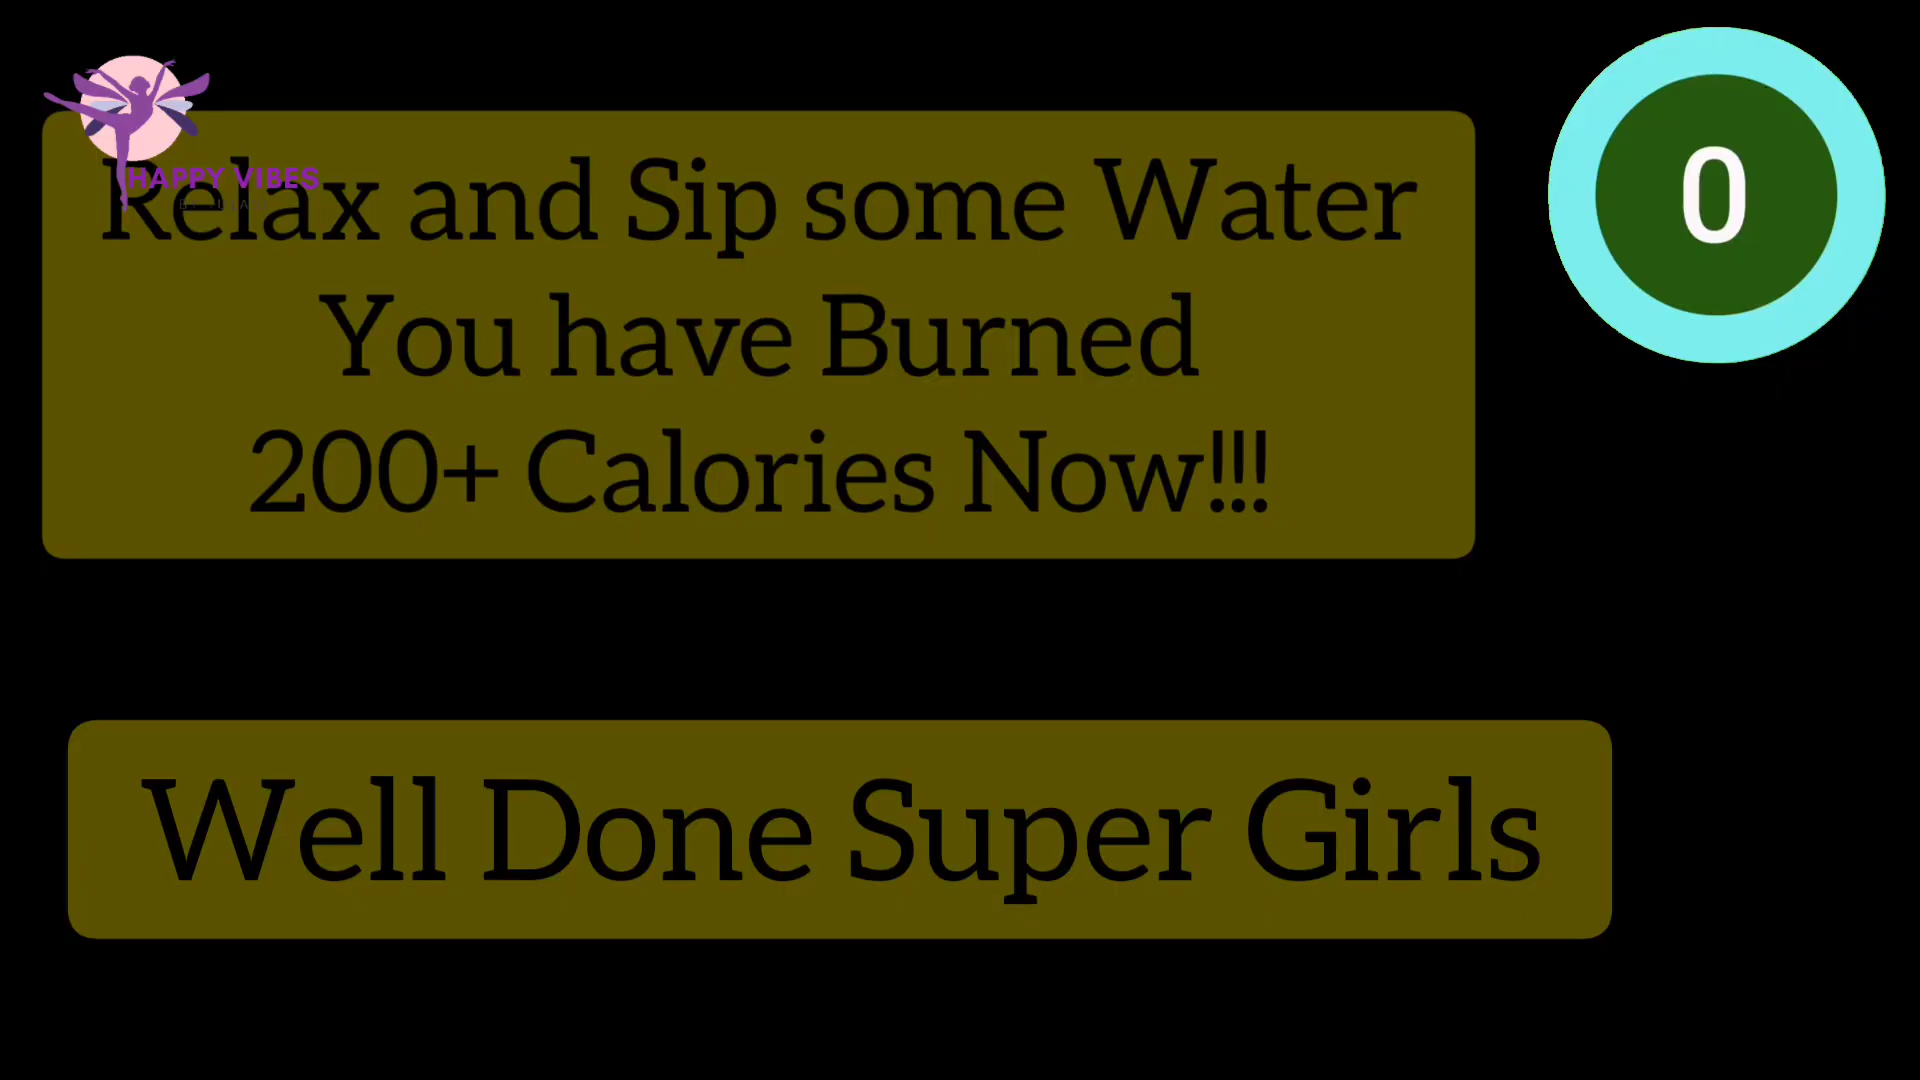 HAPPY VIBES
Relax and Sip some Water
You have Burned
200+ Calories Now!!!
0
Well Done Super Girls